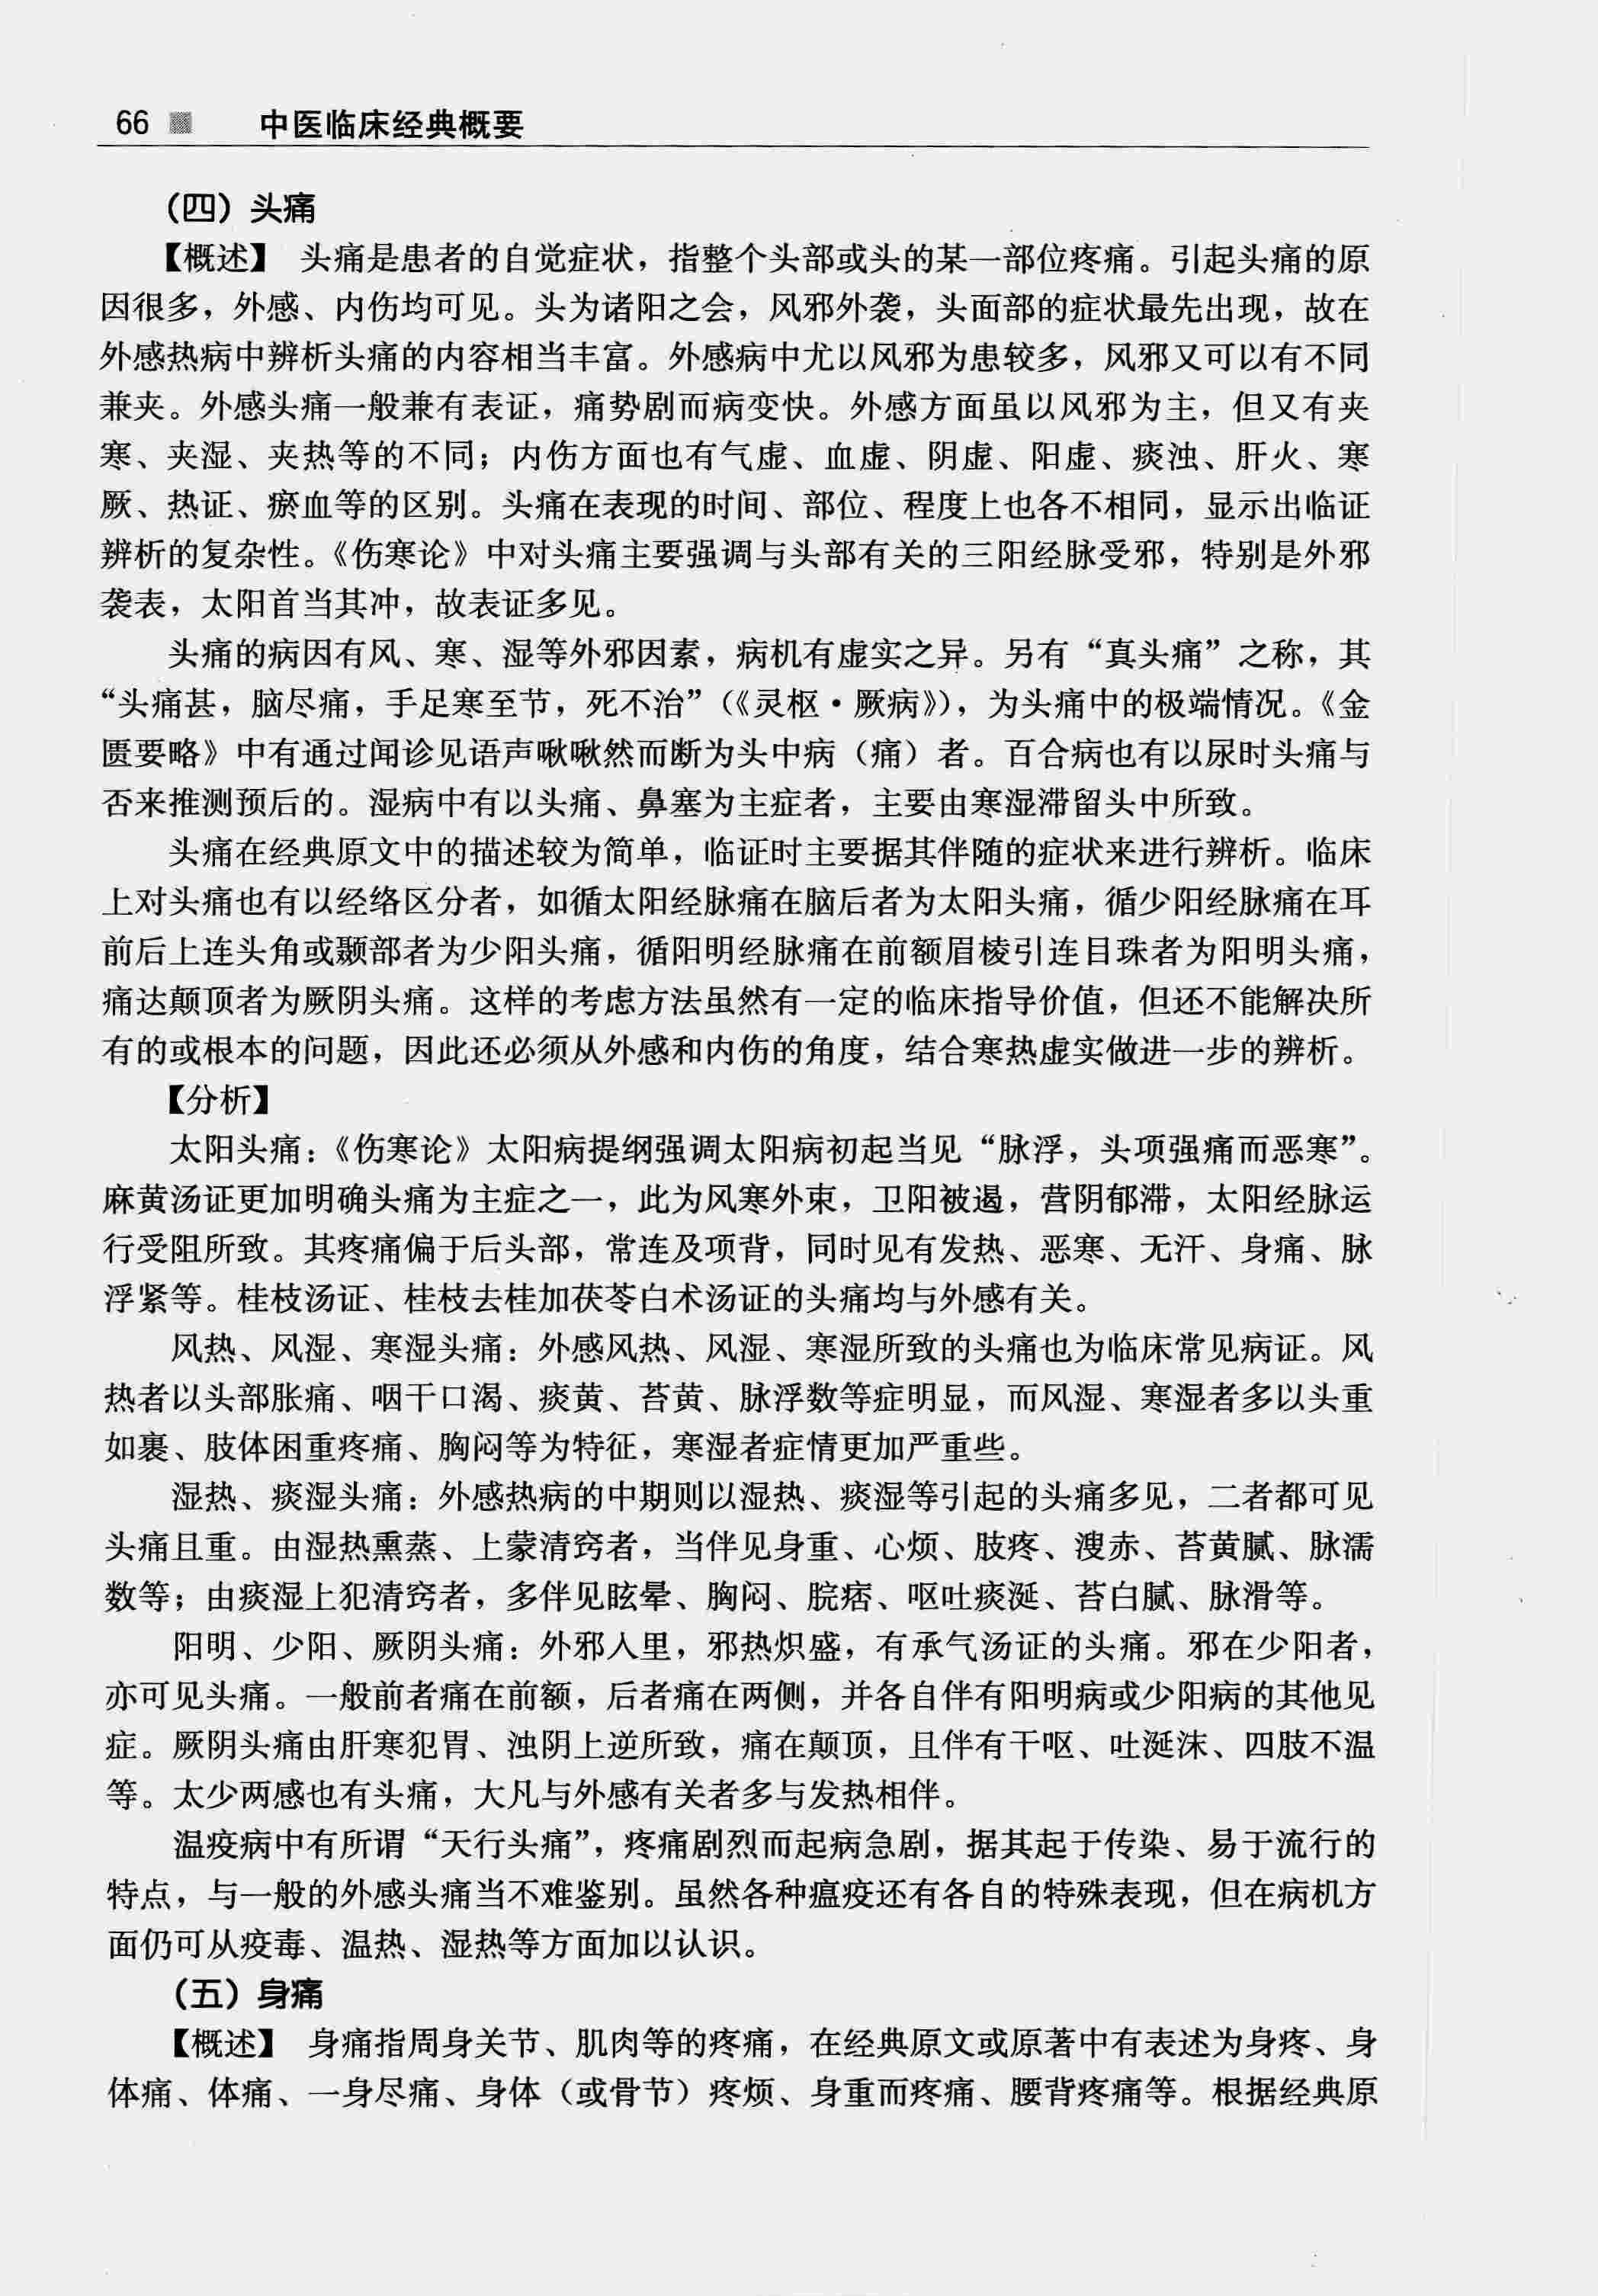 66 中医临床经典概要
（四）头痛
【概述】 头痛是患者的自觉症状，指整个头部或头的某一部位疼痛。引起头痛的原
因很多，外感、内伤均可见。头为诸阳之会，风邪外袭，头面部的症状最先出现，故在
外感热病中辨析头痛的内容相当丰富。外感病中尤以风邪为患较多，风邪又可以有不同
兼夹。外感头痛一般兼有表证，痛势剧而病变快。外感方面虽以风邪为主，但又有夹
寒、夹湿、夹热等的不同；内伤方面也有气虚、血虚、阴虚、阳虚、痰浊、肝火、寒
厥、热证、瘀血等的区别。头痛在表现的时间、部位、程度上也各不相同，显示出临证
辨析的复杂性。《伤寒论》中对头痛主要强调与头部有关的三阳经脉受邪，特别是外邪
袭表，太阳首当其冲，故表证多见。
头痛的病因有风、寒、湿等外邪因素，病机有虚实之异。另有“真头痛”之称，其
“头痛甚，脑尽痛，手足寒至节，死不治”（《灵枢·厥病》），为头痛中的极端情况。《金
匮要略》中有通过闻诊见语声啾啾然而断为头中病（痛）者。百合病也有以尿时头痛与
否来推测预后的。湿病中有以头痛、鼻塞为主症者，主要由寒湿滞留头中所致。
头痛在经典原文中的描述较为简单，临证时主要据其伴随的症状来进行辨析。临床
上对头痛也有以经络区分者，如循太阳经脉痛在脑后者为太阳头痛，循少阳经脉痛在耳
前后上连头角或颞部者为少阳头痛，循阳明经脉痛在前额眉棱引连目珠者为阳明头痛，
痛达颠顶者为厥阴头痛。这样的考虑方法虽然有一定的临床指导价值，但还不能解决所
有的或根本的问题，因此还必须从外感和内伤的角度，结合寒热虚实做进一步的辨析。
【分析】
太阳头痛：《伤寒论》太阳病提纲强调太阳病初起当见“脉浮，头项强痛而恶寒”。
麻黄汤证更加明确头痛为主症之一，此为风寒外束，卫阳被遏，营阴郁滞，太阳经脉运
行受阻所致。其疼痛偏于后头部，常连及项背，同时见有发热、恶寒、无汗、身痛、脉
浮紧等。桂枝汤证、桂枝去桂加茯苓白术汤证的头痛均与外感有关。
风热、风湿、寒湿头痛：外感风热、风湿、寒湿所致的头痛也为临床常见病证。风
热者以头部胀痛、咽干口渴、痰黄、苔黄、脉浮数等症明显，而风湿、寒湿者多以头重
如裹、肢体困重疼痛、胸闷等为特征，寒湿者症情更加严重些。
湿热、痰湿头痛：外感热病的中期则以湿热、痰湿等引起的头痛多见，二者都可见
头痛且重。由湿热熏蒸、上蒙清窍者，当伴见身重、心烦、肢疼、溲赤、苔黄腻、脉濡
数等；由痰湿上犯清窍者，多伴见眩晕、胸闷、脘痞、呕吐痰涎、苔白腻、脉滑等。
阳明、少阳、厥阴头痛：外邪入里，邪热炽盛，有承气汤证的头痛。邪在少阳者，
亦可见头痛。一般前者痛在前额，后者痛在两侧，并各自伴有阳明病或少阳病的其他见
症。厥阴头痛由肝寒犯胃、浊阴上逆所致，痛在颠顶，且伴有干呕、吐涎沫、四肢不温
等。太少两感也有头痛，大凡与外感有关者多与发热相伴。
温疫病中有所谓“天行头痛”，疼痛剧烈而起病急剧，据其起于传染、易于流行的
特点，与一般的外感头痛当不难鉴别。虽然各种瘟疫还有各自的特殊表现，但在病机方
面仍可从疫毒、温热、湿热等方面加以认识。
（五）身痛
【概述】 身痛指周身关节、肌肉等的疼痛，在经典原文或原著中有表述为身疼、身
体痛、体痛、一身尽痛、身体（或骨节）疼烦、身重而疼痛、腰背疼痛等。根据经典原